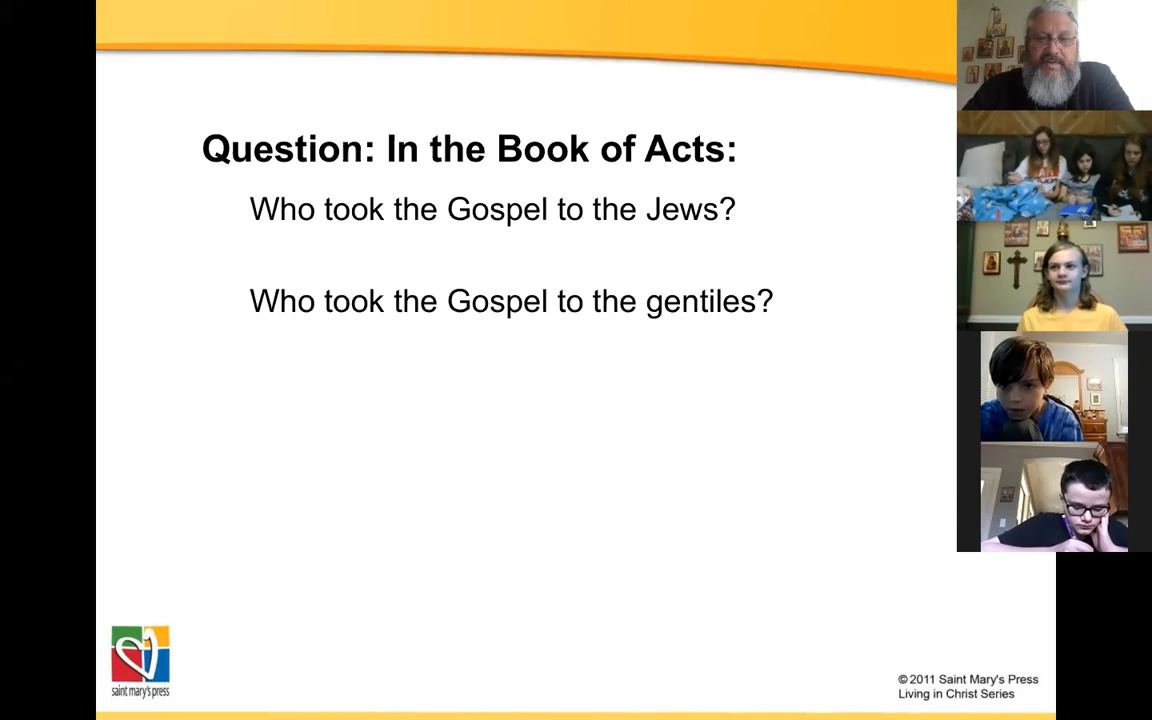 Question: In the Book of Acts:
Who took the Gospel to the Jews?
Who took the Gospel to the gentiles?
saint mary's press
© 2011 Saint Mary's Press
Living in Christ Series